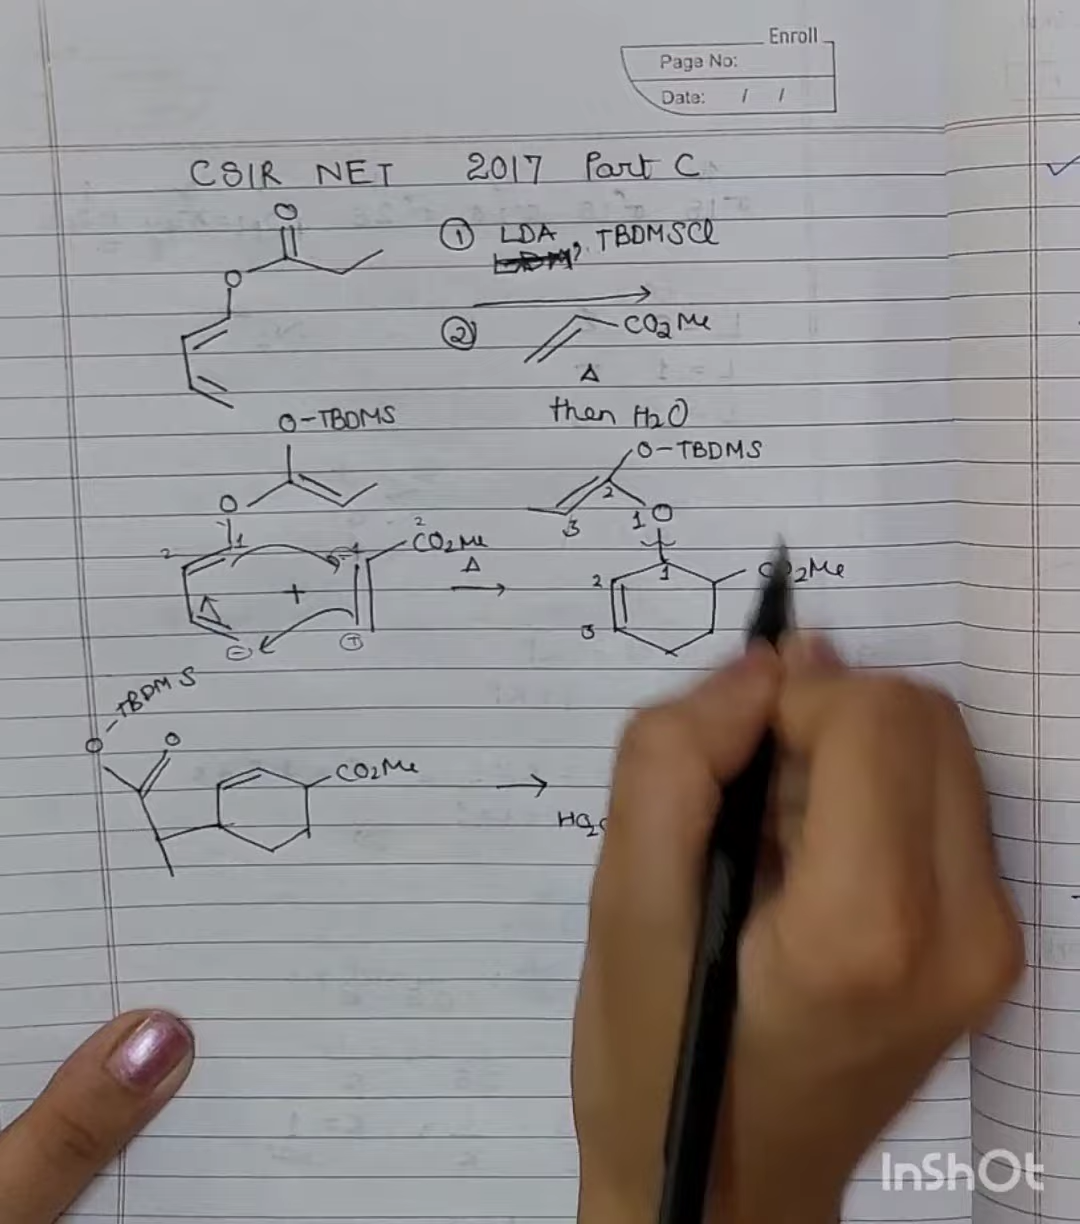 Enroll
Page No:
Date: / /
CSIR NET 2017 Part C
O
① LDA, TBDMSCl
O
② CO2Me
Δ
then H2O
O-TBDMS
O-TBDMS
2
O
3
1 O
1
2
2
CO2Me
+
Δ
1
2
CO2Me
3
⊖
⊕
O-TBDMS
O
CO2Me
InShOt